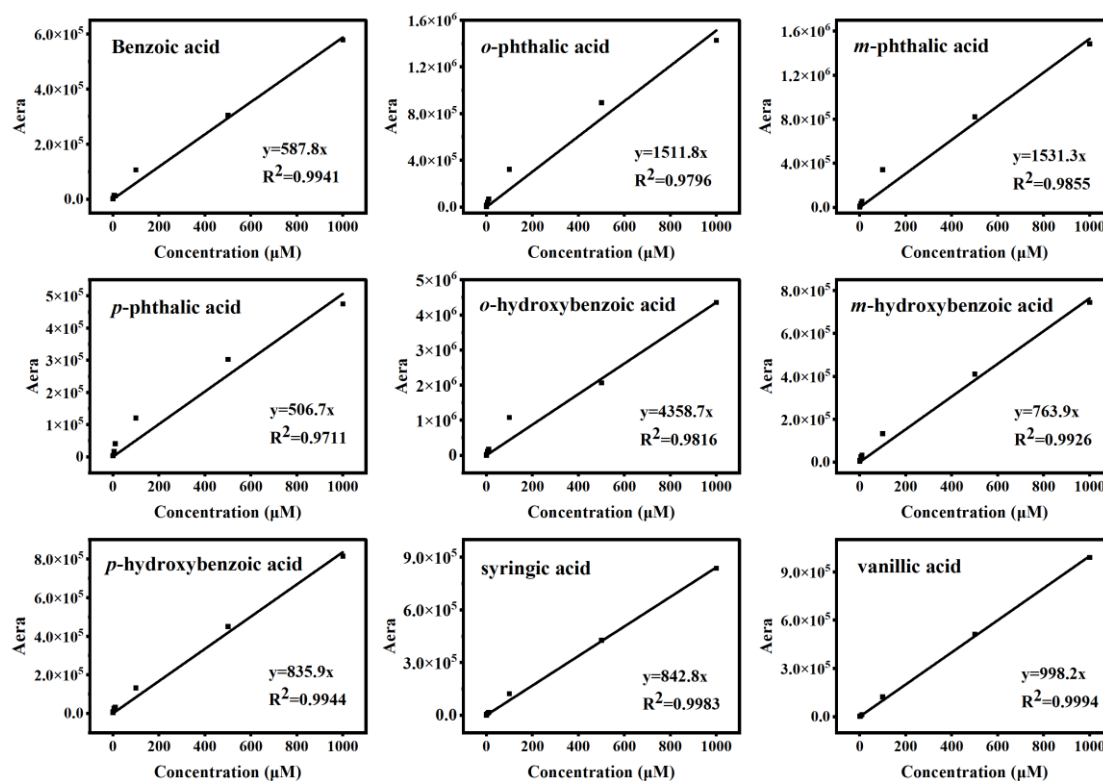 Benzoic acid
6.0×10⁵
4.0×10⁵
2.0×10⁵
0.0
Aera
y=587.8x
R²=0.9941
0 200 400 600 800 1000
Concentration (μM)
o-phthalic acid
1.6×10⁶
1.2×10⁶
8.0×10⁵
4.0×10⁵
0.0
Aera
y=1511.8x
R²=0.9796
0 200 400 600 800 1000
Concentration (μM)
m-phthalic acid
1.6×10⁶
1.2×10⁶
8.0×10⁵
4.0×10⁵
0.0
Aera
y=1531.3x
R²=0.9855
0 200 400 600 800 1000
Concentration (μM)
p-phthalic acid
5×10⁵
4×10⁵
3×10⁵
2×10⁵
1×10⁵
0
Aera
y=506.7x
R²=0.9711
0 200 400 600 800 1000
Concentration (μM)
o-hydroxybenzoic acid
5×10⁶
4×10⁶
3×10⁶
2×10⁶
1×10⁶
0
Aera
y=4358.7x
R²=0.9816
0 200 400 600 800 1000
Concentration (μM)
m-hydroxybenzoic acid
8.0×10⁵
6.0×10⁵
4.0×10⁵
2.0×10⁵
0.0
Aera
y=763.9x
R²=0.9926
0 200 400 600 800 1000
Concentration (μM)
p-hydroxybenzoic acid
8.0×10⁵
6.0×10⁵
4.0×10⁵
2.0×10⁵
0.0
Aera
y=835.9x
R²=0.9944
0 200 400 600 800 1000
Concentration (μM)
syringic acid
9.0×10⁵
6.0×10⁵
3.0×10⁵
0.0
Aera
y=842.8x
R²=0.9983
0 200 400 600 800 1000
Concentration (μM)
vanillic acid
9.0×10⁵
6.0×10⁵
3.0×10⁵
0.0
Aera
y=998.2x
R²=0.9994
0 200 400 600 800 1000
Concentration (μM)